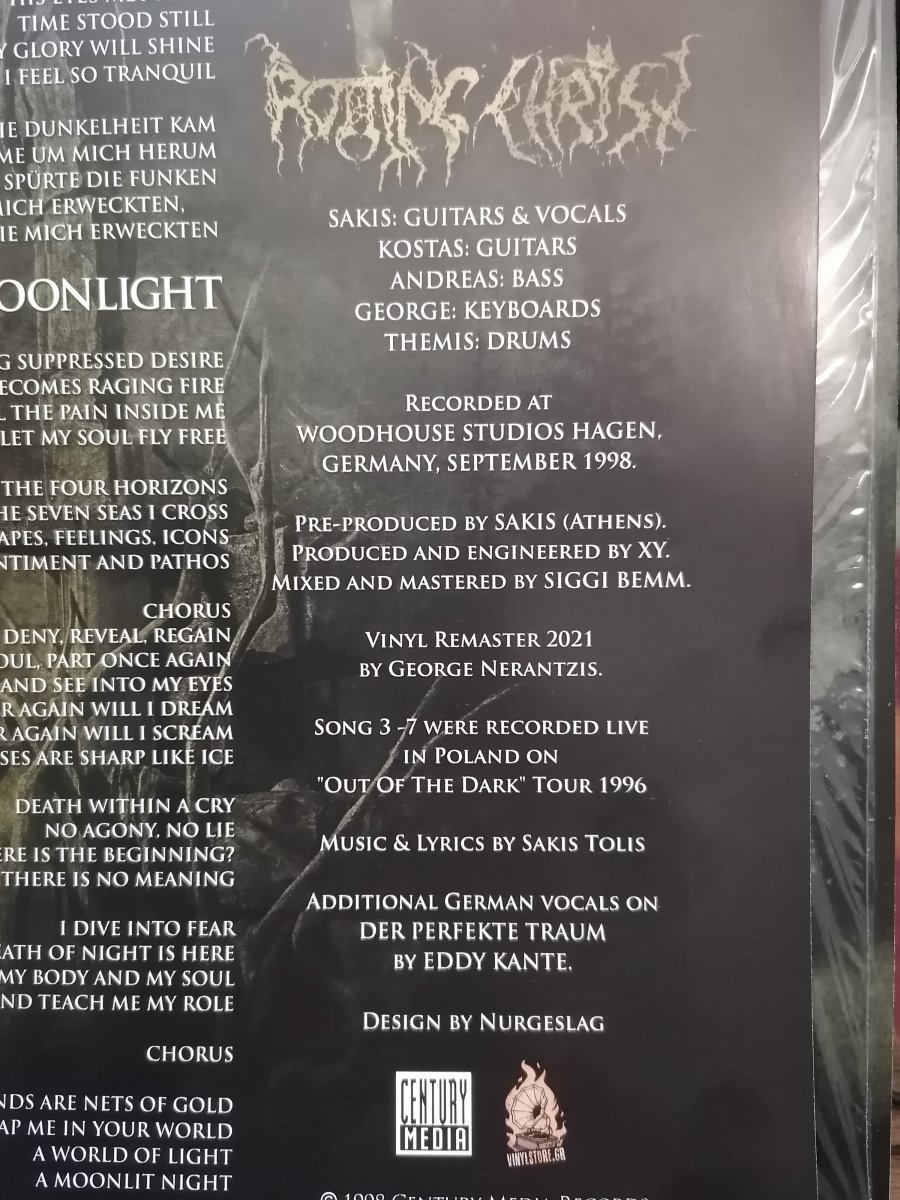 TIME STOOD STILL
GLORY WILL SHINE
I FEEL SO TRANQUIL
DUNKELHEIT KAM
UM MICH HERUM
SPÜRTE DIE FUNKEN
ERWECKTEN,
MICH ERWECKTEN
SUPPRESSED DESIRE
RAGING FIRE
THE PAIN INSIDE ME
LET MY SOUL FLY FREE
THE FOUR HORIZONS
SEVEN SEAS I CROSS
FEELINGS, ICONS
AND PATHOS
CHORUS
DENY, REVEAL, REGAIN
PART ONCE AGAIN
AND SEE INTO MY EYES
AGAIN WILL I DREAM
AGAIN WILL I SCREAM
ARE SHARP LIKE ICE
DEATH WITHIN A CRY
NO AGONY, NO LIE
IS THE BEGINNING?
THERE IS NO MEANING
I DIVE INTO FEAR
OF NIGHT IS HERE
MY BODY AND MY SOUL
TEACH ME MY ROLE
CHORUS
ARE NETS OF GOLD
ME IN YOUR WORLD
A WORLD OF LIGHT
A MOONLIT NIGHT
ROTTING CHRIST
SAKIS: GUITARS & VOCALS
KOSTAS: GUITARS
ANDREAS: BASS
GEORGE: KEYBOARDS
THEMIS: DRUMS
RECORDED AT
WOODHOUSE STUDIOS HAGEN,
GERMANY, SEPTEMBER 1998.
PRE-PRODUCED BY SAKIS (ATHENS).
PRODUCED AND ENGINEERED BY XY.
MIXED AND MASTERED BY SIGGI BEMM.
VINYL REMASTER 2021
BY GEORGE NERANTZIS.
SONG 3 -7 WERE RECORDED LIVE
IN POLAND ON
"OUT OF THE DARK" TOUR 1996
MUSIC & LYRICS BY SAKIS TOLIS
ADDITIONAL GERMAN VOCALS ON
DER PERFEKTE TRAUM
BY EDDY KANTE.
DESIGN BY NURGESLAG
CENTURY
MEDIA
VINYLSTORE.GR
© 1998 CENTURY MEDIA RECORDS